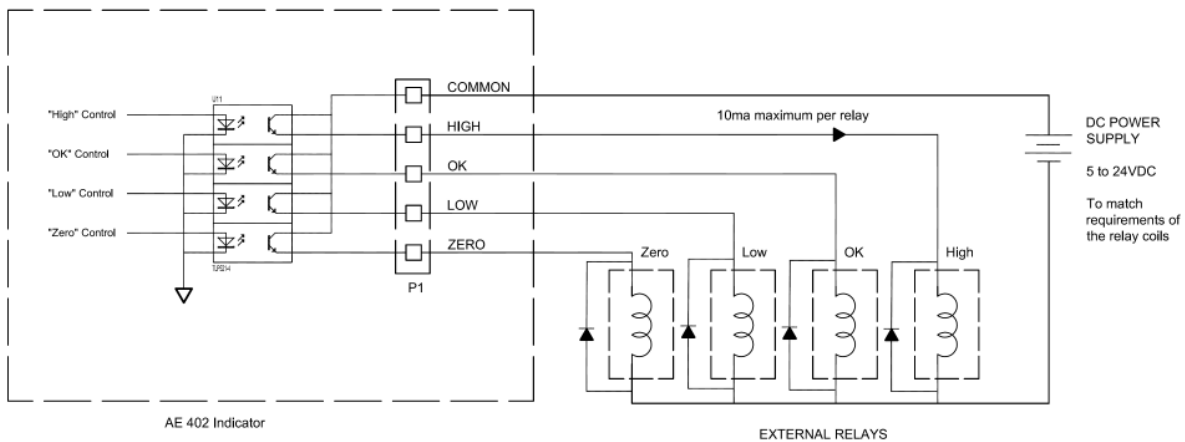 COMMON
U11
"High" Control
10ma maximum per relay
HIGH
DC POWER
SUPPLY
"OK" Control
OK
5 to 24VDC
"Low" Control
LOW
To match
requirements of
the relay coils
"Zero" Control
ZERO
Zero
Low
OK
High
TLP521-4
P1
AE 402 Indicator
EXTERNAL RELAYS